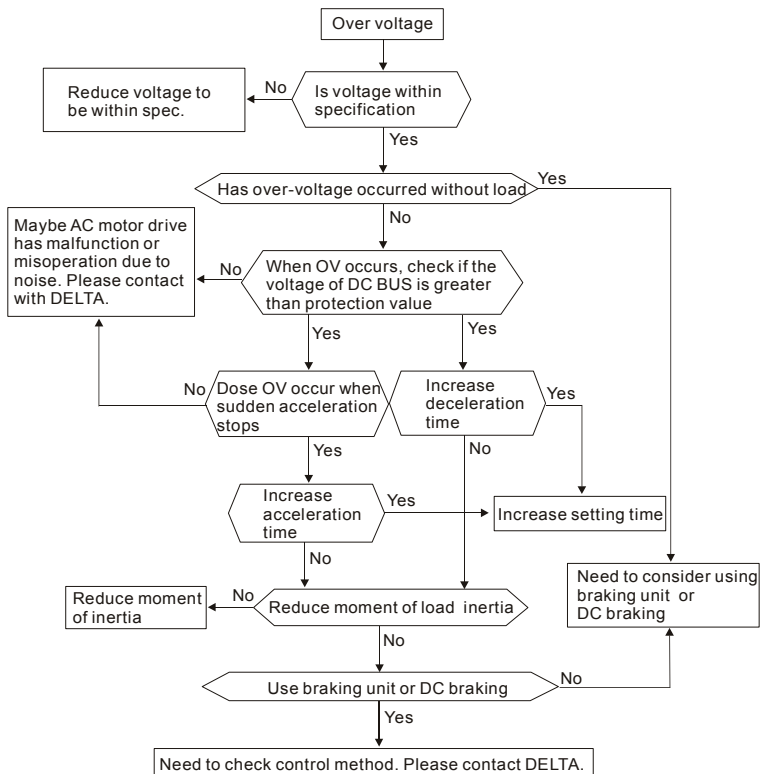 Over voltage
Reduce voltage to
be within spec.
No
Is voltage within
specification
Yes
Has over-voltage occurred without load
Yes
No
Maybe AC motor drive
has malfunction or
misoperation due to
noise. Please contact
with DELTA.
No
When OV occurs, check if the
voltage of DC BUS is greater
than protection value
Yes
Yes
No
Dose OV occur when
sudden acceleration
stops
Increase
deceleration
time
Yes
Yes
No
Increase
acceleration
time
Yes
Increase setting time
No
Need to consider using
braking unit or
DC braking
Reduce moment
of inertia
No
Reduce moment of load inertia
No
Use braking unit or DC braking
No
Yes
Need to check control method. Please contact DELTA.